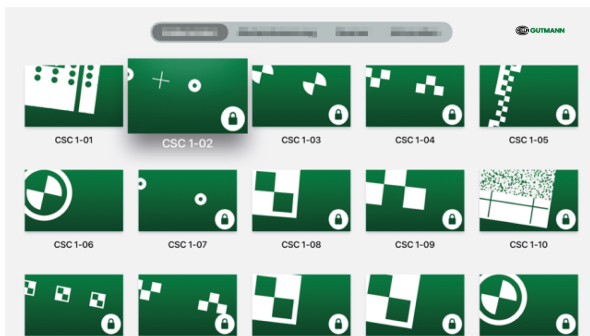 HELLA GUTMANN
CSC 1-01
CSC 1-02
CSC 1-03
CSC 1-04
CSC 1-05
CSC 1-06
CSC 1-07
CSC 1-08
CSC 1-09
CSC 1-10